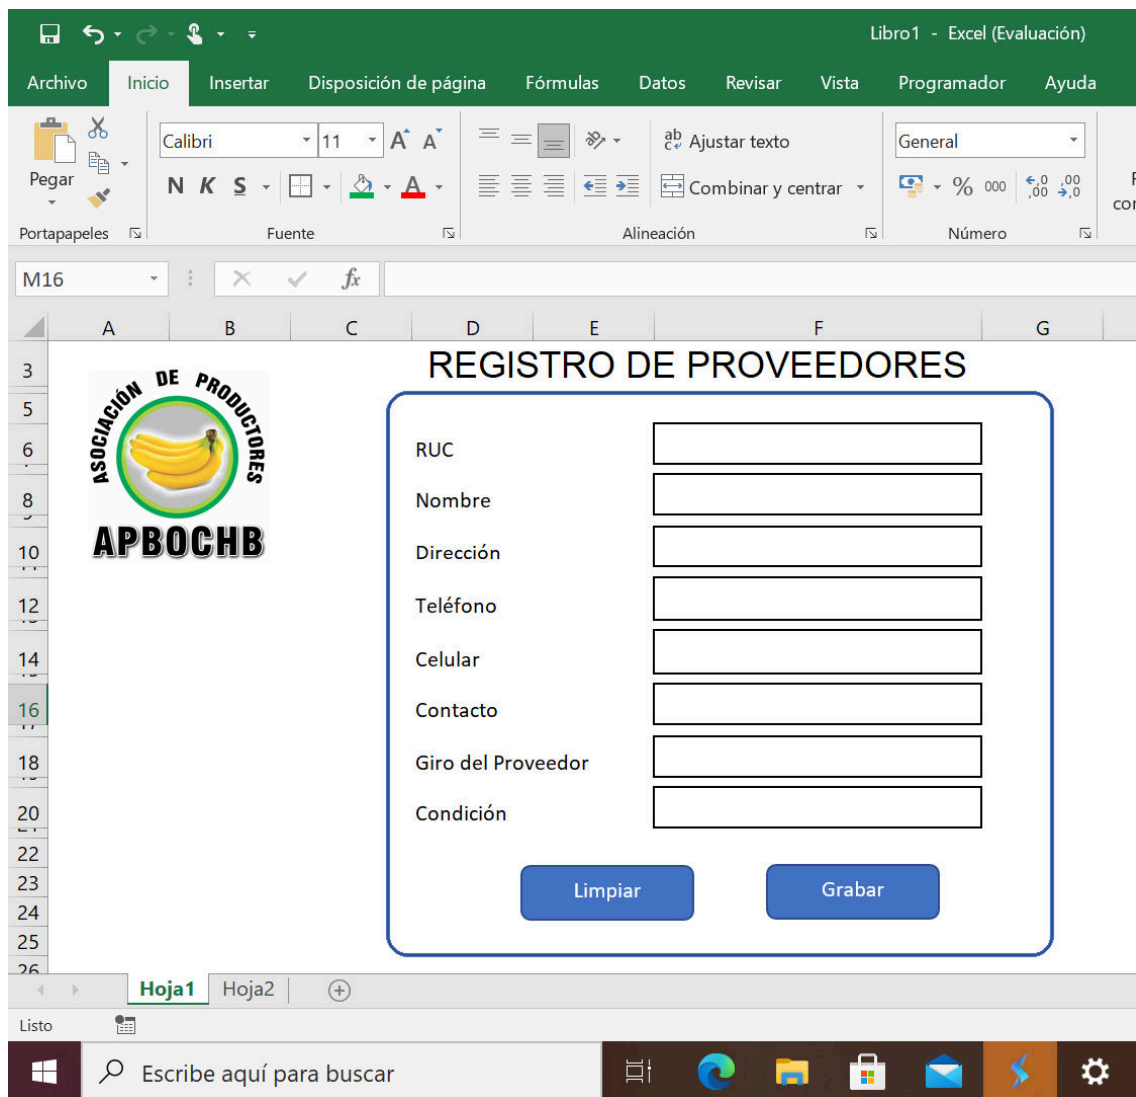 Libro1 - Excel (Evaluación)
Archivo Inicio Insertar Disposición de página Fórmulas Datos Revisar Vista Programador Ayuda
Calibri 11 A A ab c Ajustar texto General
Pegar N K S A Combinar y centrar % 000 ,00 ,0
Portapapeles Fuente Alineación Número
M16 fx
A B C D E F G
3 REGISTRO DE PROVEEDORES
ASOCIACIÓN DE PRODUCTORES
APBOCHB
5
6 RUC
8 Nombre
10 Dirección
12 Teléfono
14 Celular
16 Contacto
18 Giro del Proveedor
20 Condición
22
23 Limpiar Grabar
24
25
26
Hoja1 Hoja2
Listo
Escribe aquí para buscar